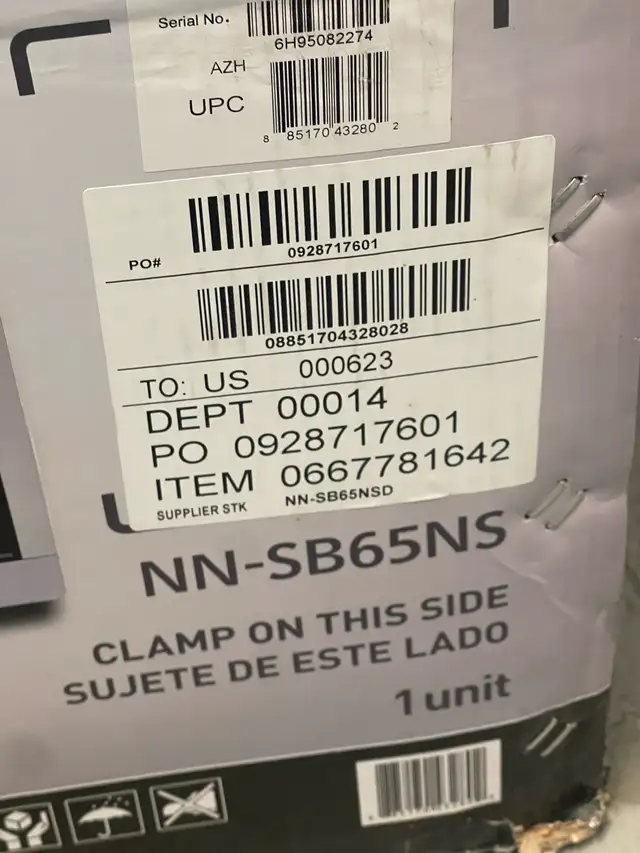 Serial No.
6H95082274
AZH
UPC
8 85170 43280 2
PO#
0928717601
08851704328028
TO: US 000623
DEPT 00014
PO 0928717601
ITEM 0667781642
SUPPLIER STK NN-SB65NSD
NN-SB65NS
CLAMP ON THIS SIDE
SUJETE DE ESTE LADO
1 unit